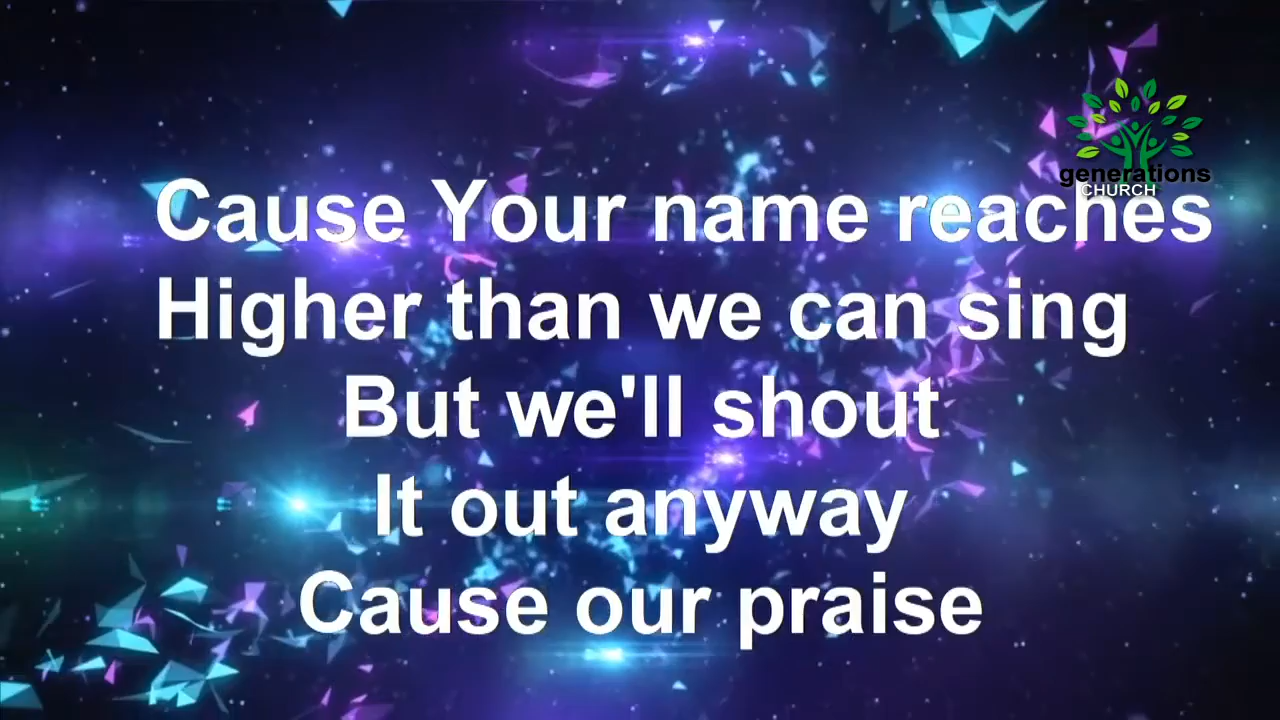 generations
CHURCH
Cause Your name reaches
Higher than we can sing
But we'll shout
It out anyway
Cause our praise